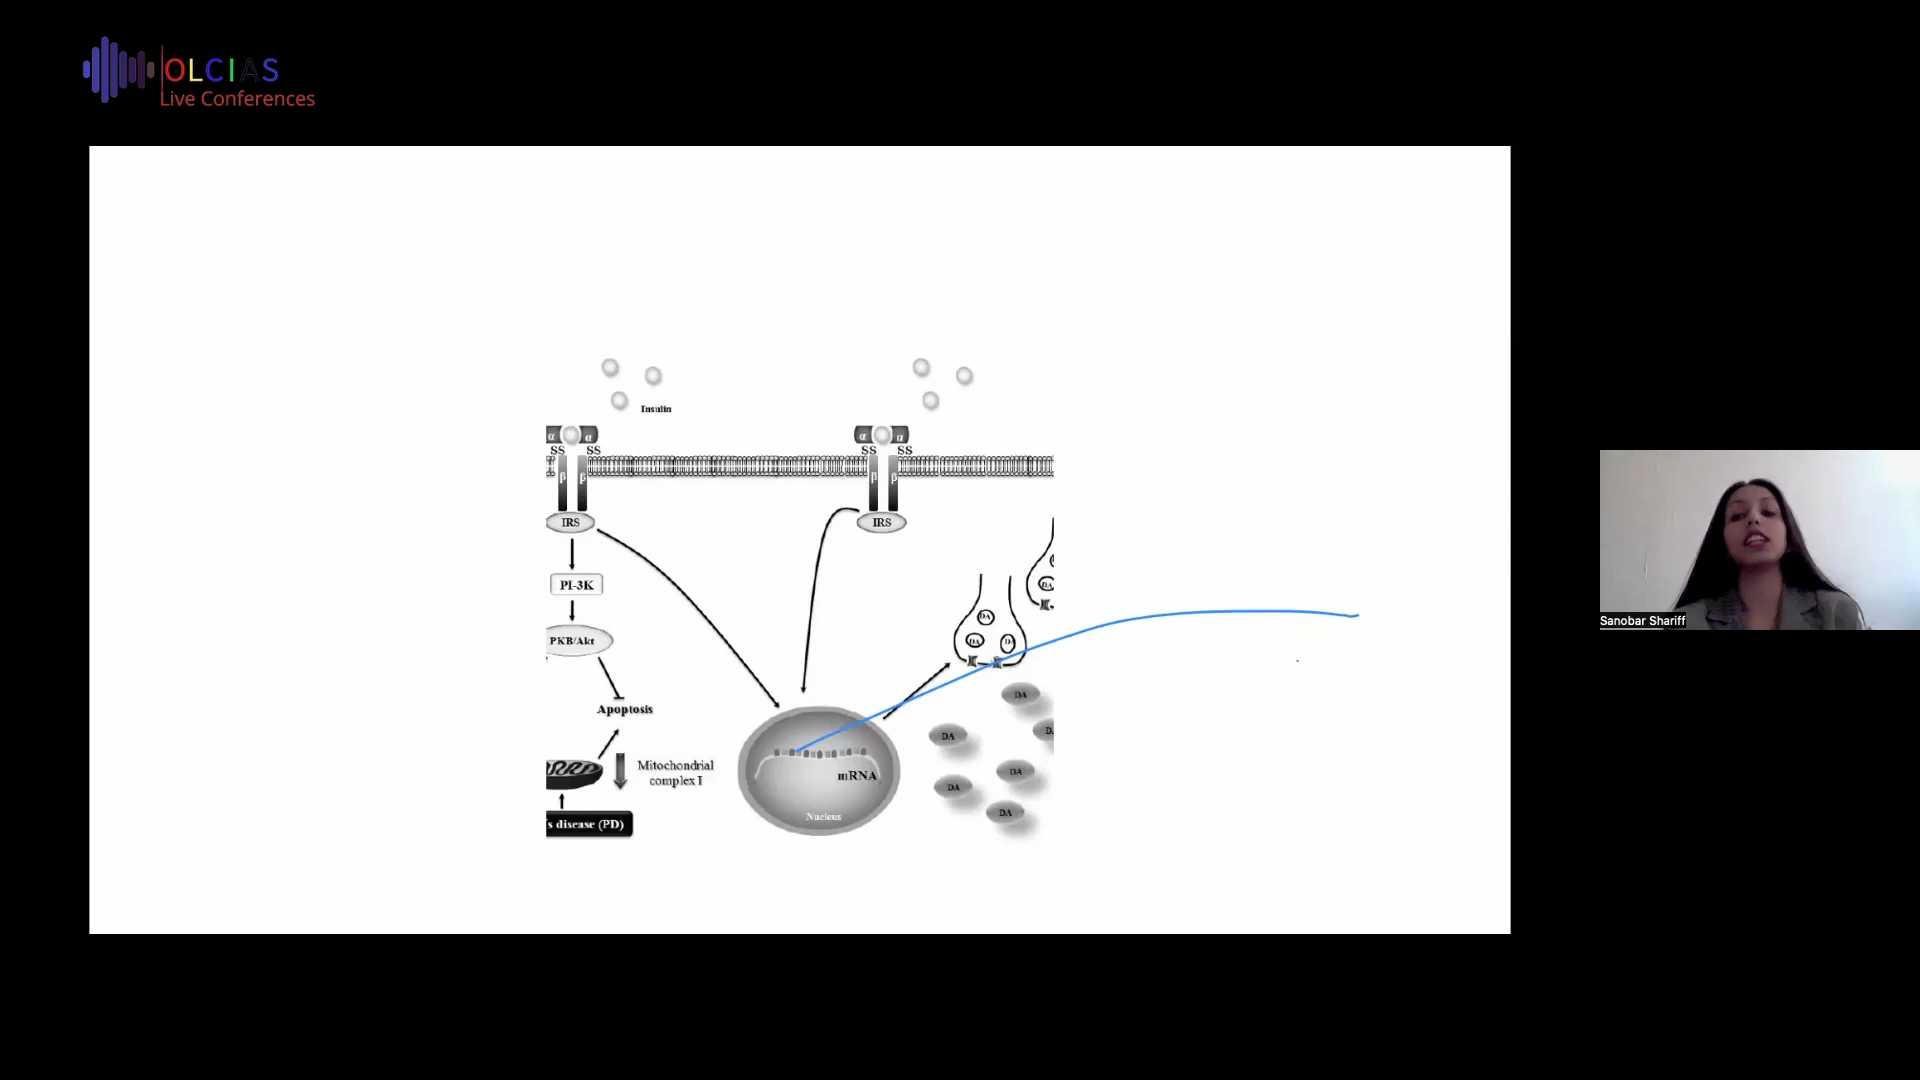 OLCIAS
Live Conferences
Insulin
α α α α
SS SS SS SS
β β β β
IRS IRS
PI-3K
DA
DA
PKB/Akt
DA DA
Sanobar Shariff
DA
Apoptosis
DA
D
Mitochondrial
complex I
mRNA
DA
DA
DA
Nucleus
's disease (PD)